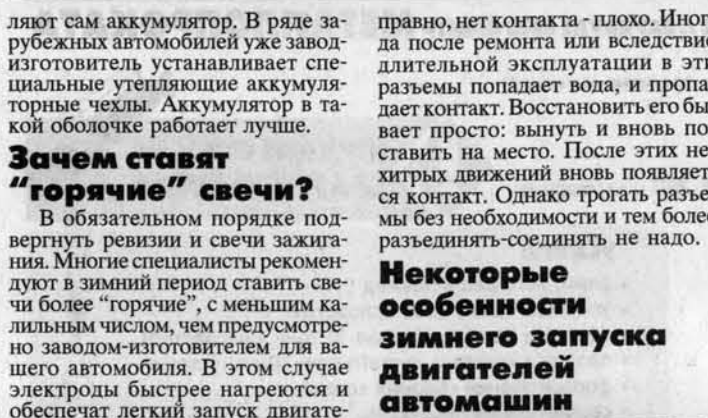 ляют сам аккумулятор. В ряде за-
рубежных автомобилей уже завод-
изготовитель устанавливает спе-
циальные утепляющие аккумуля-
торные чехлы. Аккумулятор в та-
кой оболочке работает лучше.
Зачем ставят
"горячие" свечи?
В обязательном порядке под-
вергнуть ревизии и свечи зажига-
ния. Многие специалисты рекомен-
дуют в зимний период ставить све-
чи более "горячие", с меньшим ка-
лильным числом, чем предусмотре-
но заводом-изготовителем для ва-
шего автомобиля. В этом случае
электроды быстрее нагреются и
обеспечат легкий запуск двигате-
правно, нет контакта - плохо. Иног
да после ремонта или вследствие
длительной эксплуатации в эти
разъемы попадает вода, и пропа
дает контакт. Восстановить его бы
вает просто: вынуть и вновь по
ставить на место. После этих не
хитрых движений вновь появляет
ся контакт. Однако трогать разъе
мы без необходимости и тем более
разъединять-соединять не надо.
Некоторые
особенности
зимнего запуска
двигателей
автомашин